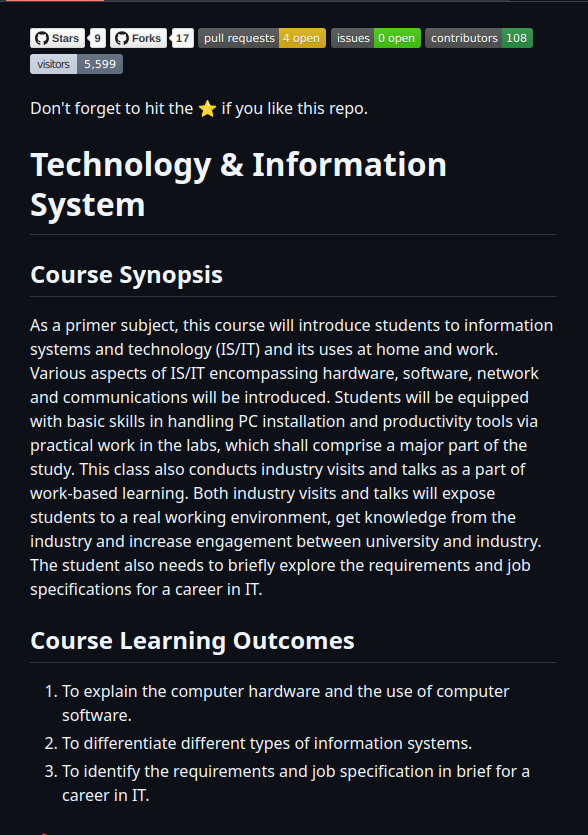 Stars 9 Forks 17 pull requests 4 open issues 0 open contributors 108
visitors 5,599
Don't forget to hit the ⭐ if you like this repo.
Technology & Information
System
Course Synopsis
As a primer subject, this course will introduce students to information
systems and technology (IS/IT) and its uses at home and work.
Various aspects of IS/IT encompassing hardware, software, network
and communications will be introduced. Students will be equipped
with basic skills in handling PC installation and productivity tools via
practical work in the labs, which shall comprise a major part of the
study. This class also conducts industry visits and talks as a part of
work-based learning. Both industry visits and talks will expose
students to a real working environment, get knowledge from the
industry and increase engagement between university and industry.
The student also needs to briefly explore the requirements and job
specifications for a career in IT.
Course Learning Outcomes
1. To explain the computer hardware and the use of computer
software.
2. To differentiate different types of information systems.
3. To identify the requirements and job specification in brief for a
career in IT.